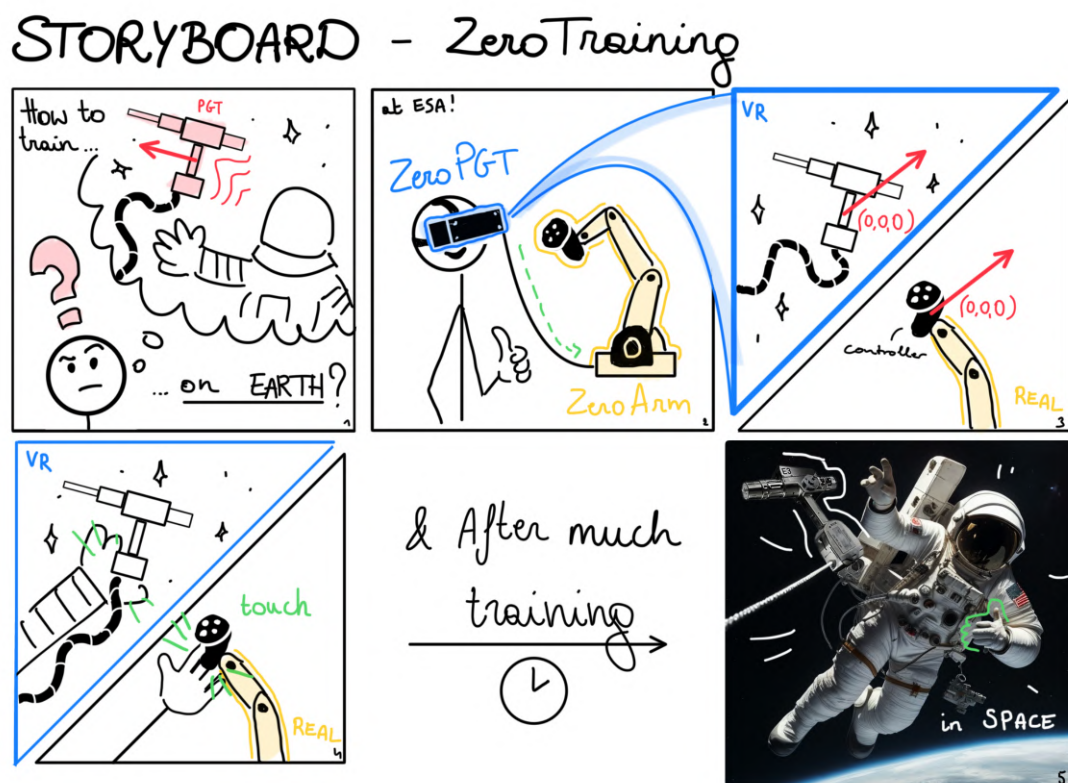 STORYBOARD - ZeroTraining
How to
train...
PGT
... on EARTH?
1
at ESA!
ZeroPGT
ZeroArm
2
VR
(0,0,0)
(0,0,0)
controller
REAL
3
VR
touch
REAL
4
& After much
training
E3
in SPACE
5